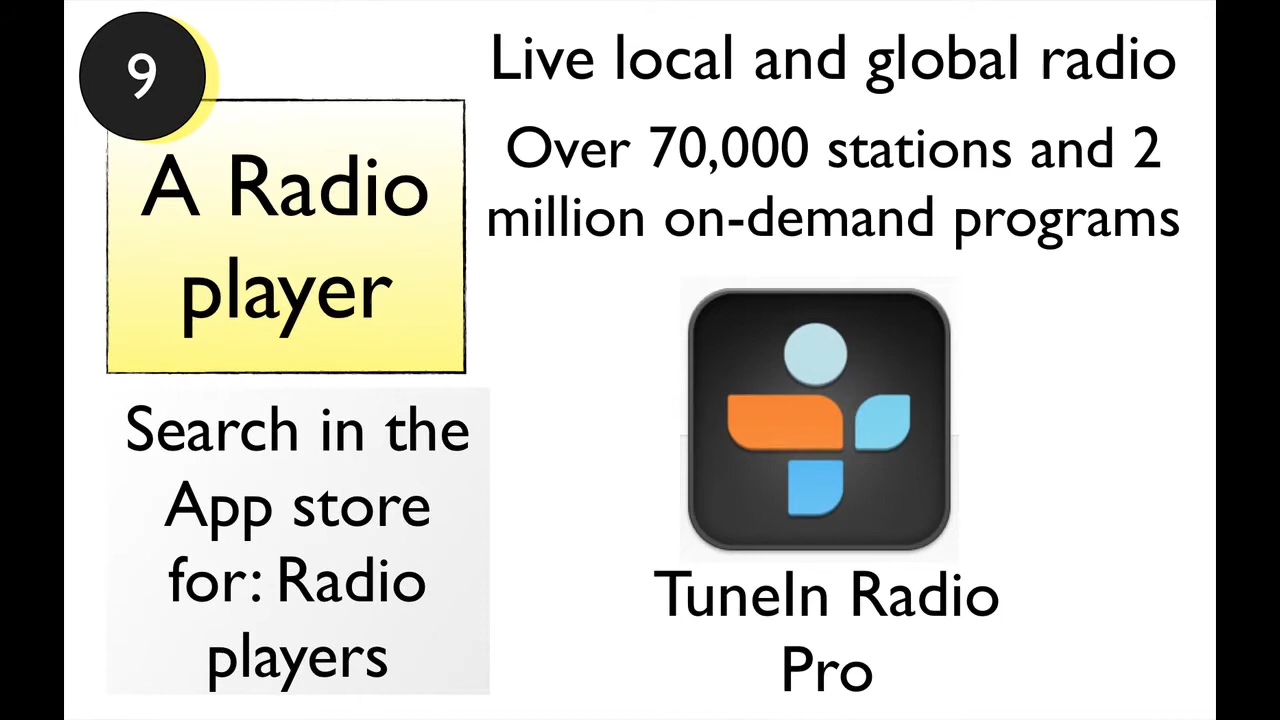 9
A Radio
player
Search in the
App store
for: Radio
players
Live local and global radio
Over 70,000 stations and 2
million on-demand programs
TuneIn Radio
Pro